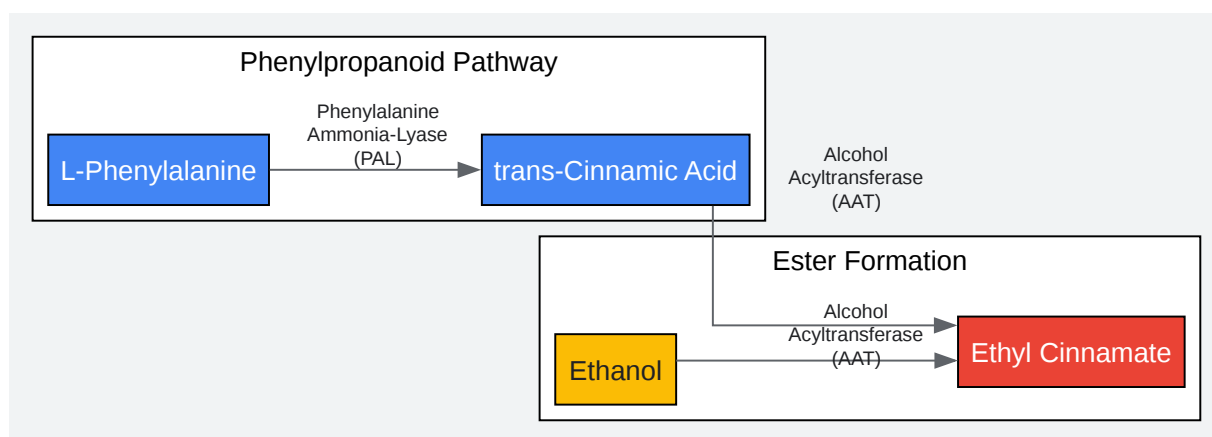 Phenylpropanoid Pathway
Phenylalanine
Ammonia-Lyase
(PAL)
L-Phenylalanine
trans-Cinnamic Acid
Alcohol
Acyltransferase
(AAT)
Ester Formation
Alcohol
Acyltransferase
(AAT)
Ethanol
Ethyl Cinnamate